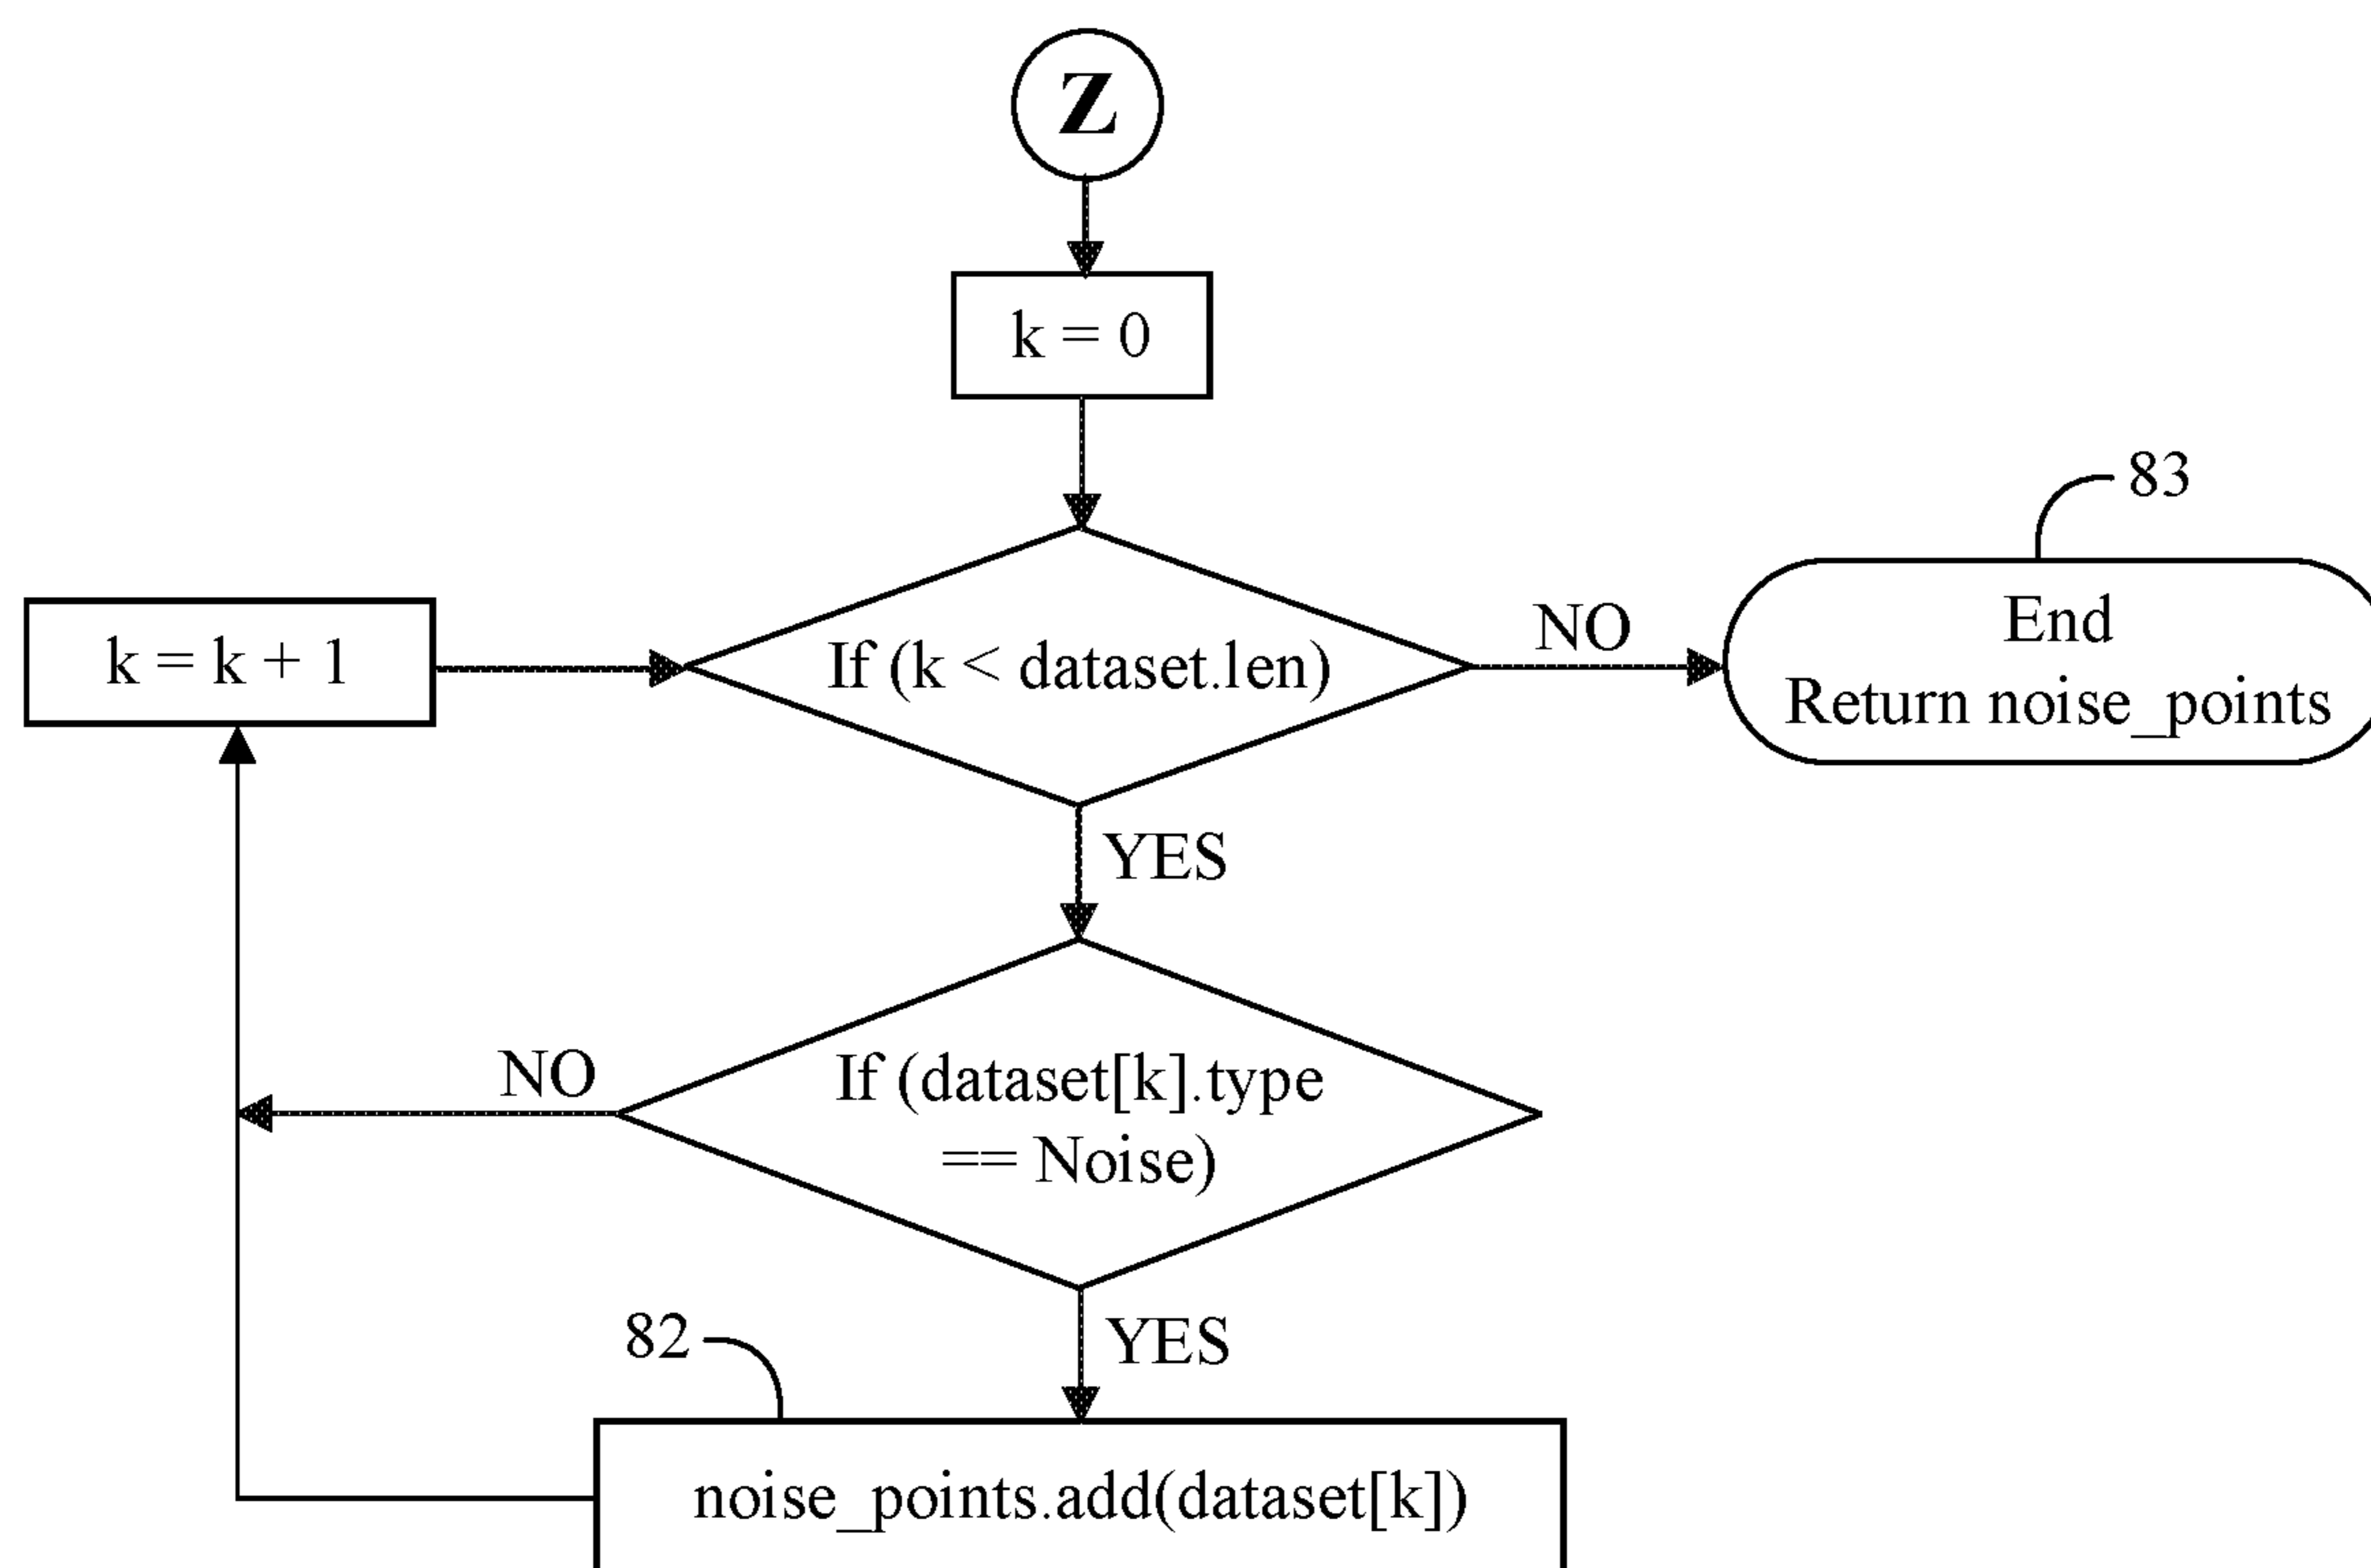 Z
k = 0
83
k = k + 1
If (k < dataset.len)
NO
End
Return noise_points
YES
NO
If (dataset[k].type
== Noise)
82
YES
noise_points.add(dataset[k])